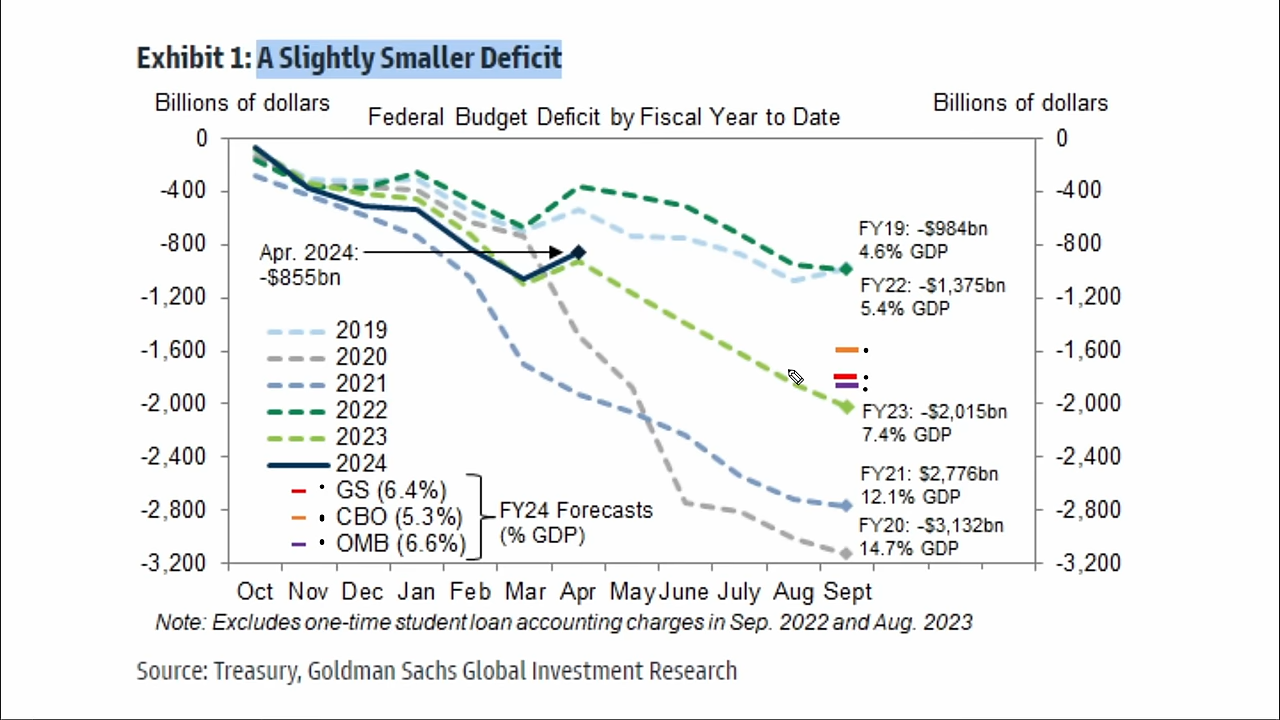 Exhibit 1: A Slightly Smaller Deficit
Billions of dollars
Federal Budget Deficit by Fiscal Year to Date
Billions of dollars
0
-400
-800
-1,200
-1,600
-2,000
-2,400
-2,800
-3,200
0
-400
-800
-1,200
-1,600
-2,000
-2,400
-2,800
-3,200
Apr. 2024:
-$855bn
2019
2020
2021
2022
2023
2024
GS (6.4%)
CBO (5.3%)
OMB (6.6%)
FY24 Forecasts
(% GDP)
FY19: -$984bn
4.6% GDP
FY22: -$1,375bn
5.4% GDP
FY23: -$2,015bn
7.4% GDP
FY21: $2,776bn
12.1% GDP
FY20: -$3,132bn
14.7% GDP
Oct Nov Dec Jan Feb Mar Apr May June July Aug Sept
Note: Excludes one-time student loan accounting charges in Sep. 2022 and Aug. 2023
Source: Treasury, Goldman Sachs Global Investment Research